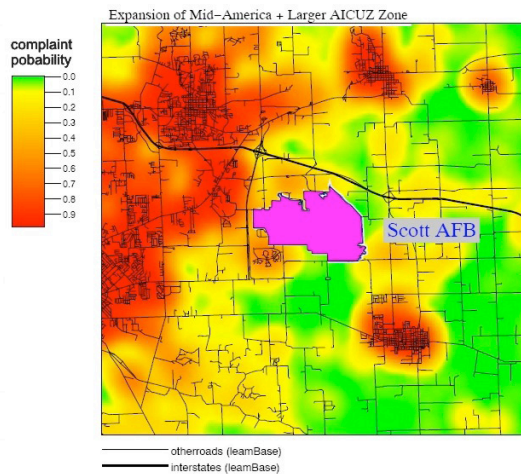 Expansion of Mid-America + Larger AICUZ Zone
complaint
pobability
0.0
0.1
0.2
0.3
0.4
0.5
0.6
0.7
0.8
0.9
Scott AFB
otherroads (leamBase)
interstates (leamBase)